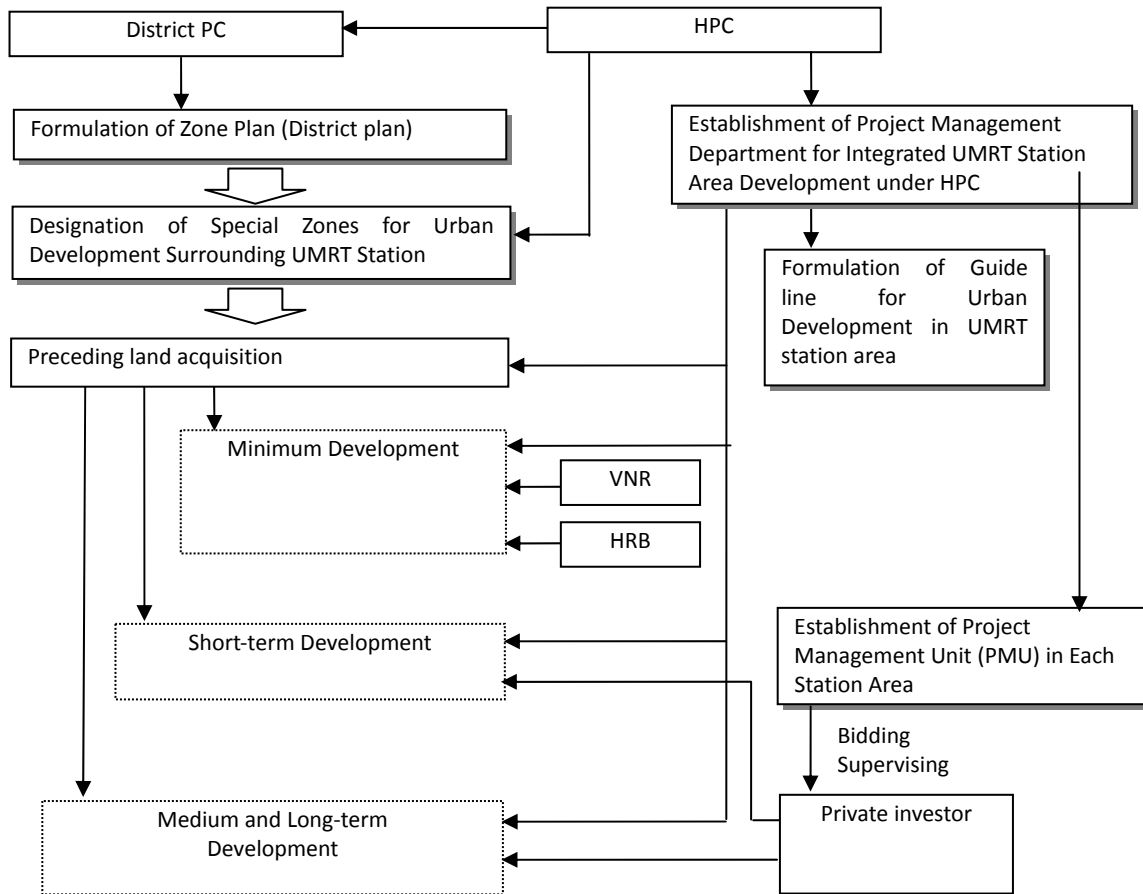 District PC
HPC
Formulation of Zone Plan (District plan)
Establishment of Project Management
Department for Integrated UMRT Station
Area Development under HPC
Designation of Special Zones for Urban
Development Surrounding UMRT Station
Formulation of Guide
line for Urban
Development in UMRT
station area
Preceding land acquisition
Minimum Development
VNR
HRB
Short-term Development
Establishment of Project
Management Unit (PMU) in Each
Station Area
Bidding
Supervising
Medium and Long-term
Development
Private investor